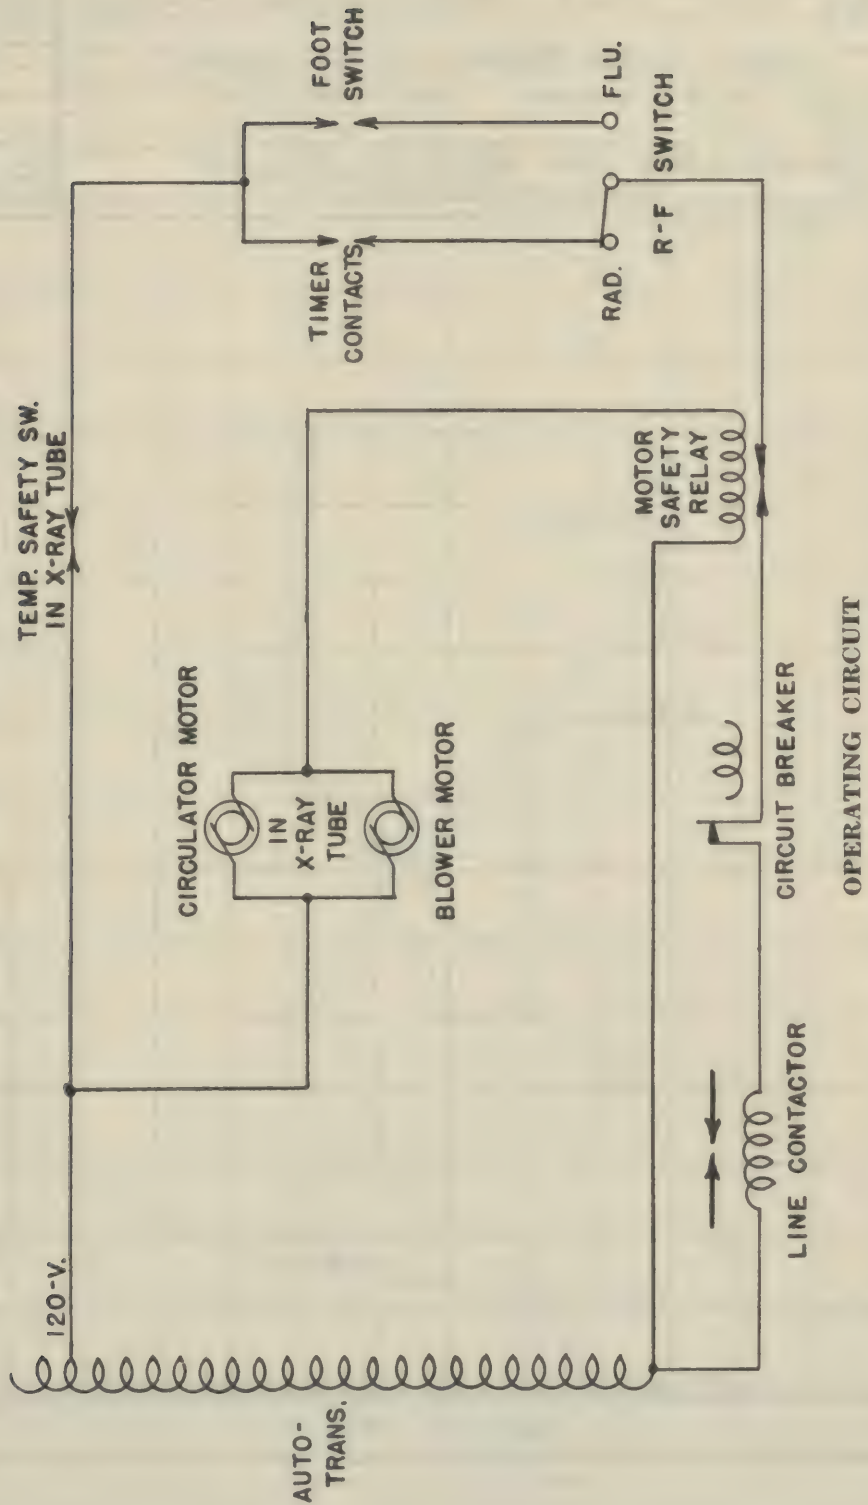 TEMP. SAFETY SW.
IN X-RAY TUBE
FOOT
SWITCH
120-V.
CIRCULATOR MOTOR
IN
X-RAY
TUBE
BLOWER MOTOR
TIMER
CONTACTS
AUTO-
TRANS.
MOTOR
SAFETY
RELAY
RAD.
FLU.
R-F SWITCH
LINE CONTACTOR
CIRCUIT BREAKER
OPERATING CIRCUIT